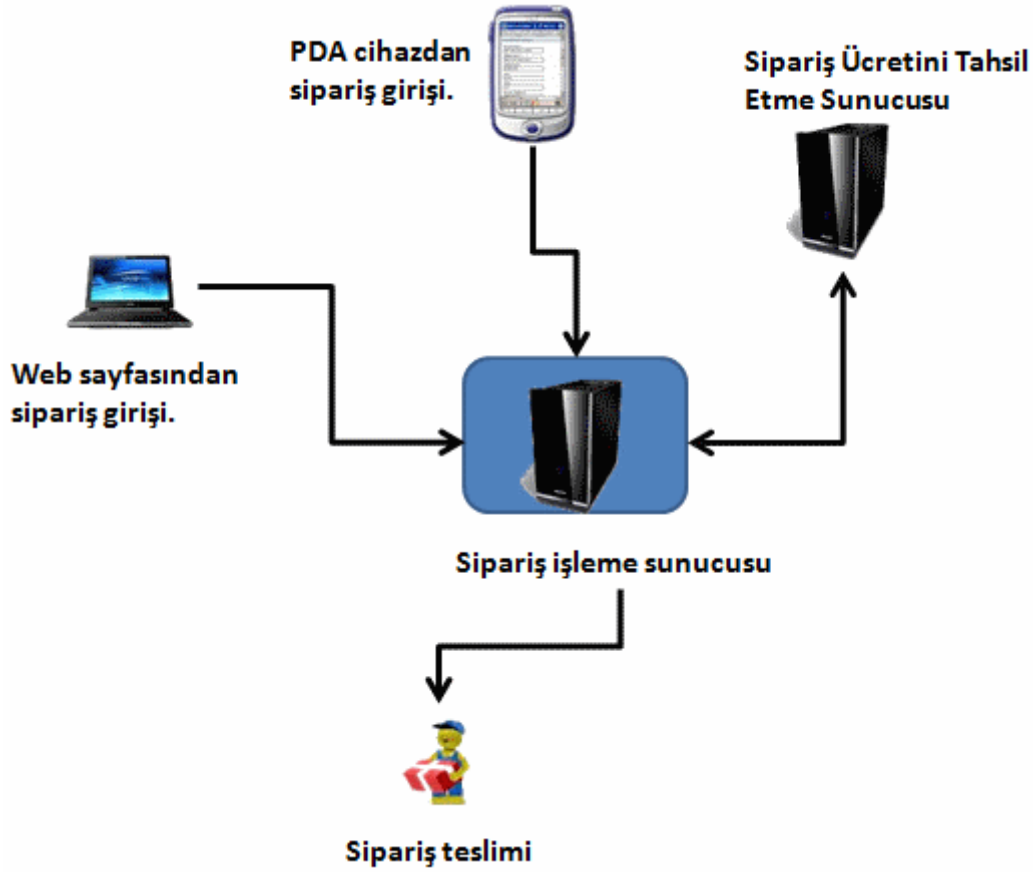 PDA cihazdan
sipariş girişi.
Sipariş Ücretini Tahsil
Etme Sunucusu
Web sayfasından
sipariş girişi.
Sipariş işleme sunucusu
Sipariş teslimi